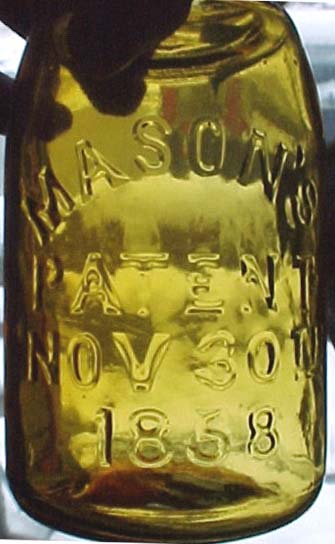 MASON'S
PATENT
NOV 30TH
1858